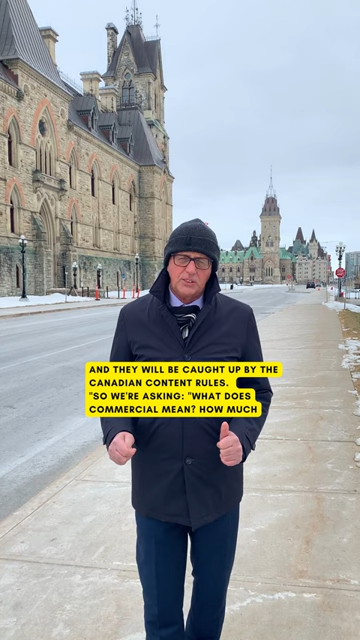 AND THEY WILL BE CAUGHT UP BY THE
CANADIAN CONTENT RULES.
"SO WE'RE ASKING: "WHAT DOES
COMMERCIAL MEAN? HOW MUCH